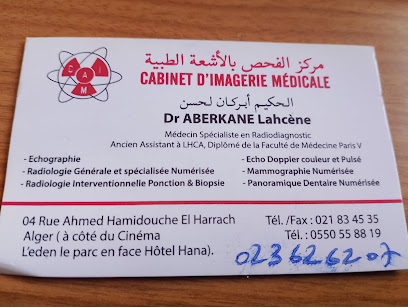 مركز الفحص بالأشعة الطبية
C A I M
CABINET D'IMAGERIE MÉDICALE
الحكيم أبركان لحسن
Dr ABERKANE Lahcène
Médecin Spécialiste en Radiodiagnostic
Ancien Assistant à LHCA, Diplômé de la Faculté de Médecine Paris V
- Echographie
- Radiologie Générale et spécialisée Numérisée
- Radiologie Interventionnelle Ponction & Biopsie
- Echo Doppler couleur et Pulsé
- Mammographie Numérisée
- Panoramique Dentaire Numérisée
04 Rue Ahmed Hamidouche El Harrach
Alger ( à côté du Cinéma
L'eden le parc en face Hôtel Hana).
Tél. /Fax : 021 83 45 35
Tél. : 0550 55 88 19
023626207